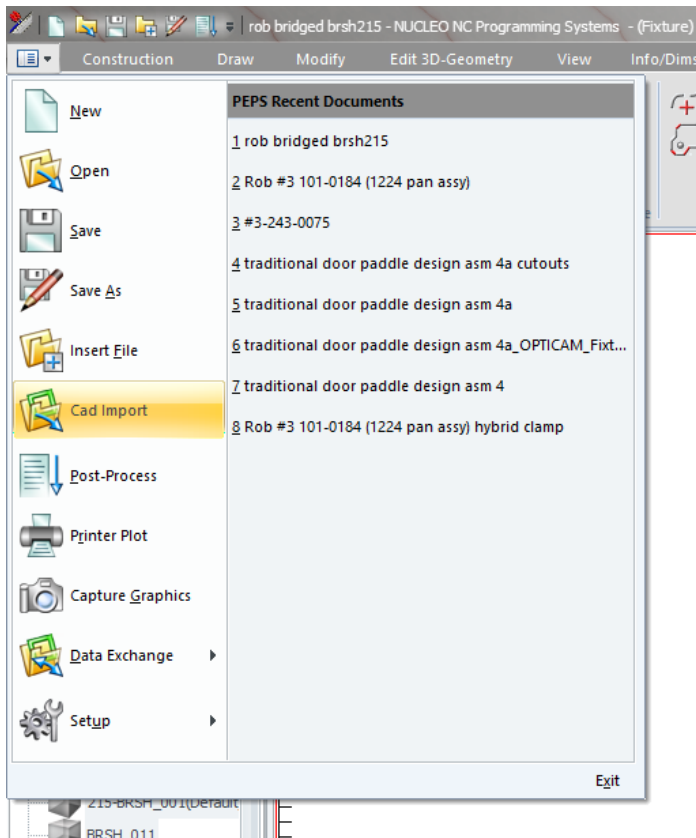 rob bridged brsh215 - NUCLEO NC Programming Systems - (Fixture)
Construction Draw Modify Edit 3D-Geometry View Info/Dims
PEPS Recent Documents
New
Open
Save
Save As
Insert File
Cad Import
Post-Process
Printer Plot
Capture Graphics
Data Exchange
Setup
1 rob bridged brsh215
2 Rob #3 101-0184 (1224 pan assy)
3 #3-243-0075
4 traditional door paddle design asm 4a cutouts
5 traditional door paddle design asm 4a
6 traditional door paddle design asm 4a_OPTICAM_Fixt...
7 traditional door paddle design asm 4
8 Rob #3 101-0184 (1224 pan assy) hybrid clamp
Exit
215-BRSH_001(Default
BRSH_011